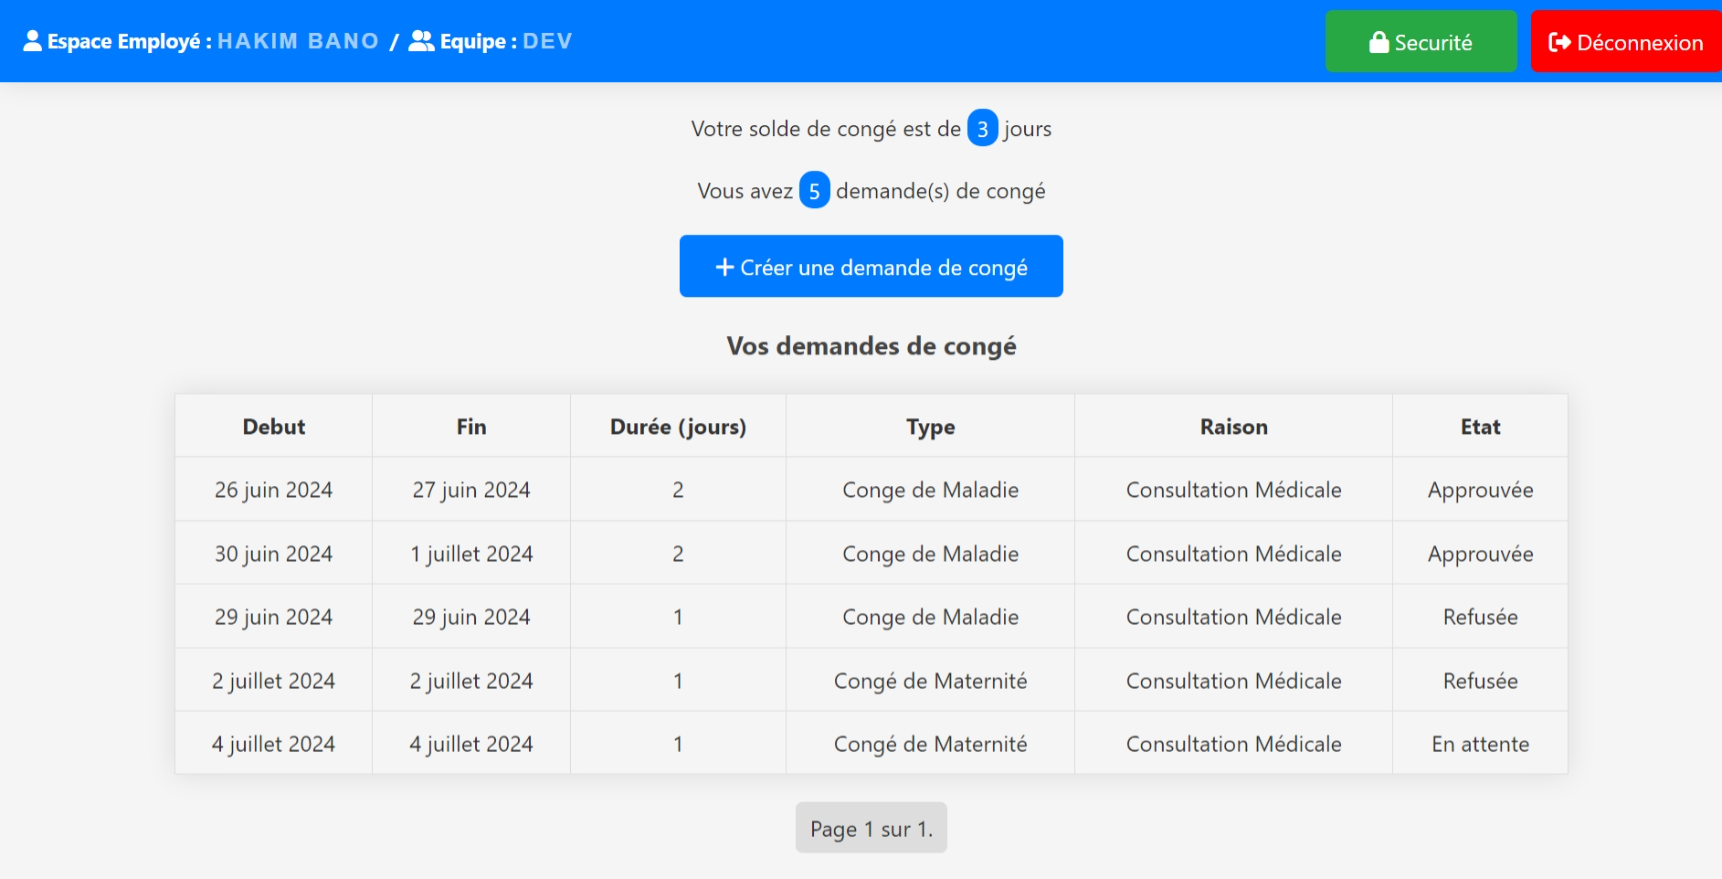 Espace Employé : HAKIM BANO / Equipe : DEV
Securité
Déconnexion
Votre solde de congé est de 3 jours
Vous avez 5 demande(s) de congé
Créer une demande de congé
Vos demandes de congé
Debut Fin Durée (jours) Type Raison Etat
26 juin 2024 27 juin 2024 2 Conge de Maladie Consultation Médicale Approuvée
30 juin 2024 1 juillet 2024 2 Conge de Maladie Consultation Médicale Approuvée
29 juin 2024 29 juin 2024 1 Conge de Maladie Consultation Médicale Refusée
2 juillet 2024 2 juillet 2024 1 Congé de Maternité Consultation Médicale Refusée
4 juillet 2024 4 juillet 2024 1 Congé de Maternité Consultation Médicale En attente
Page 1 sur 1.